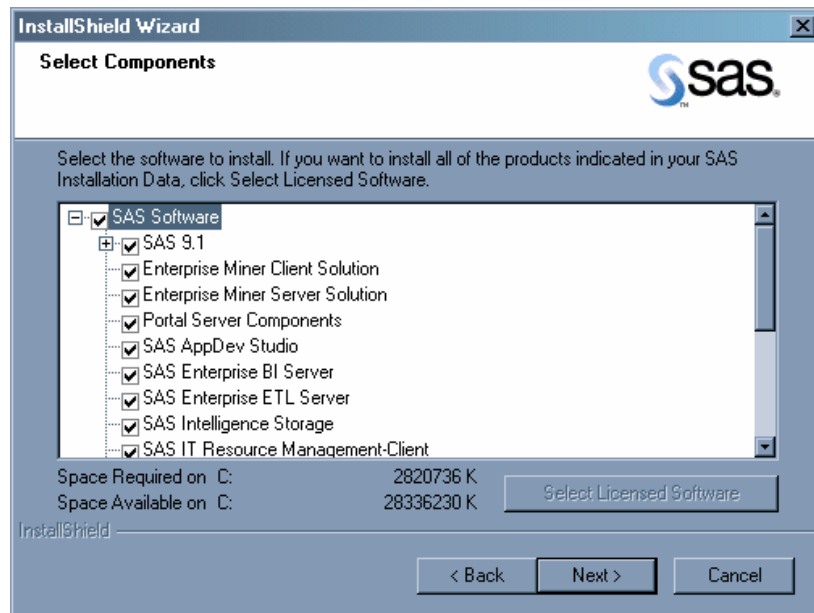 InstallShield Wizard
Select Components
sas.
TM
Select the software to install. If you want to install all of the products indicated in your SAS
Installation Data, click Select Licensed Software.
SAS Software
SAS 9.1
Enterprise Miner Client Solution
Enterprise Miner Server Solution
Portal Server Components
SAS AppDev Studio
SAS Enterprise BI Server
SAS Enterprise ETL Server
SAS Intelligence Storage
SAS IT Resource Management-Client
Space Required on C: 2820736 K
Space Available on C: 28336230 K
Select Licensed Software
InstallShield
< Back Next > Cancel